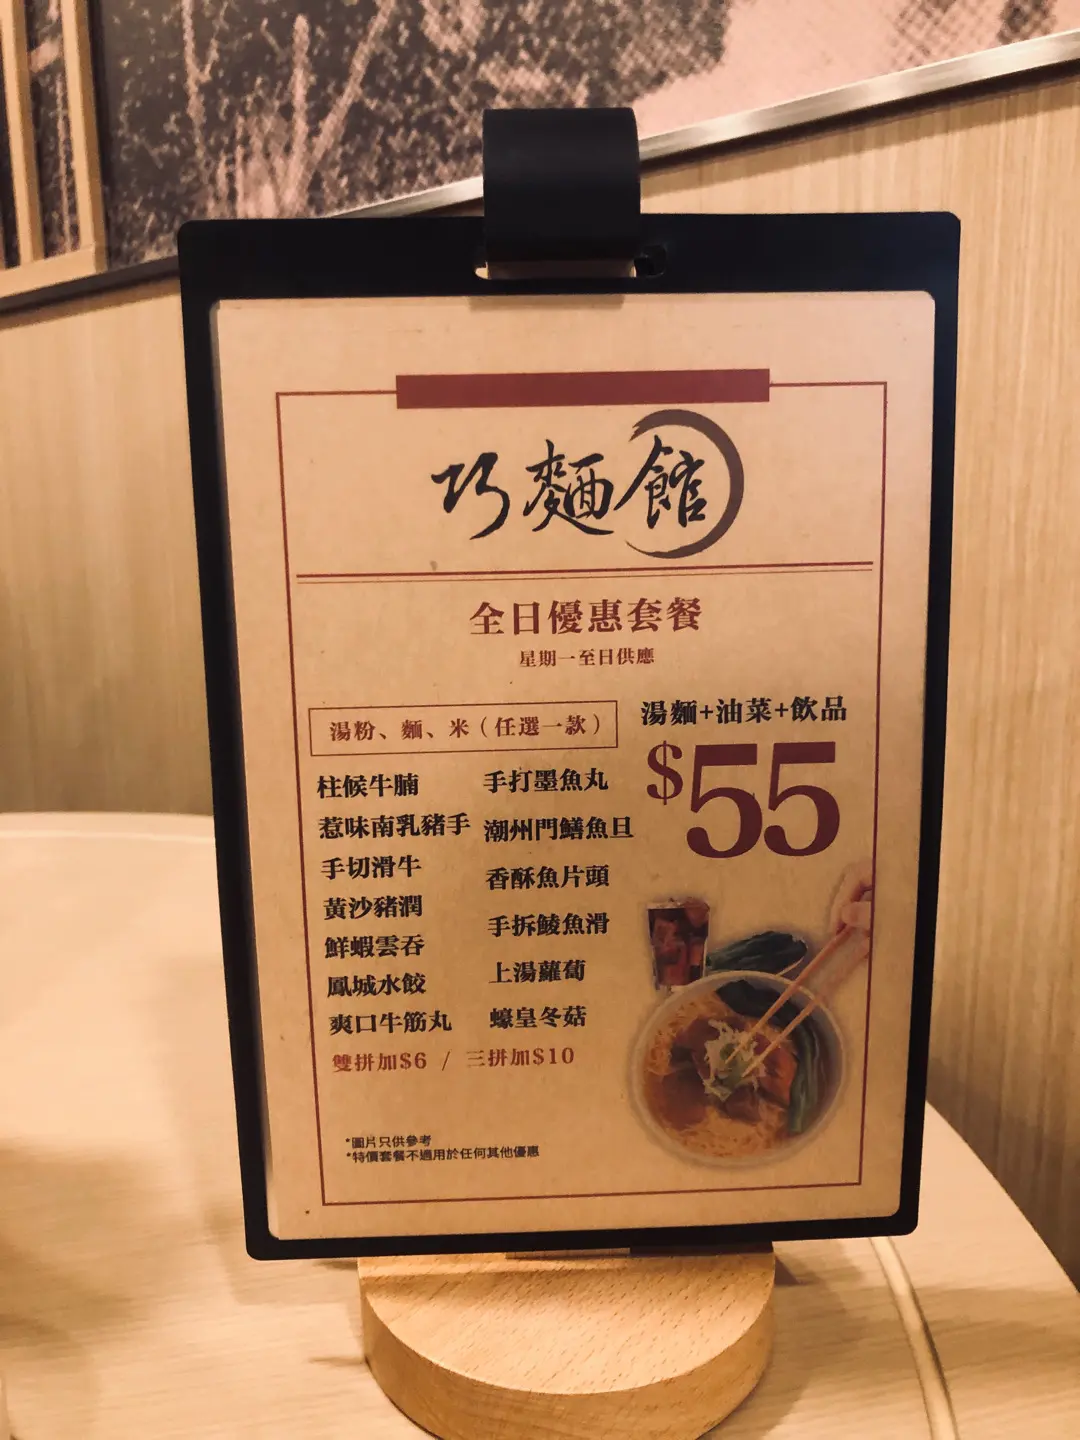 巧麵館
全日優惠套餐
星期一至日供應
湯粉、麵、米（任選一款）
柱候牛腩
惹味南乳豬手
手切滑牛
黃沙豬潤
鮮蝦雲吞
鳳城水餃
爽口牛筋丸
手打墨魚丸
潮州門鱔魚旦
香酥魚片頭
手拆鯪魚滑
上湯蘿蔔
蠔皇冬菇
雙拼加$6 / 三拼加$10
湯麵+油菜+飲品
$55
*圖片只供參考
*特價套餐不適用於任何其他優惠